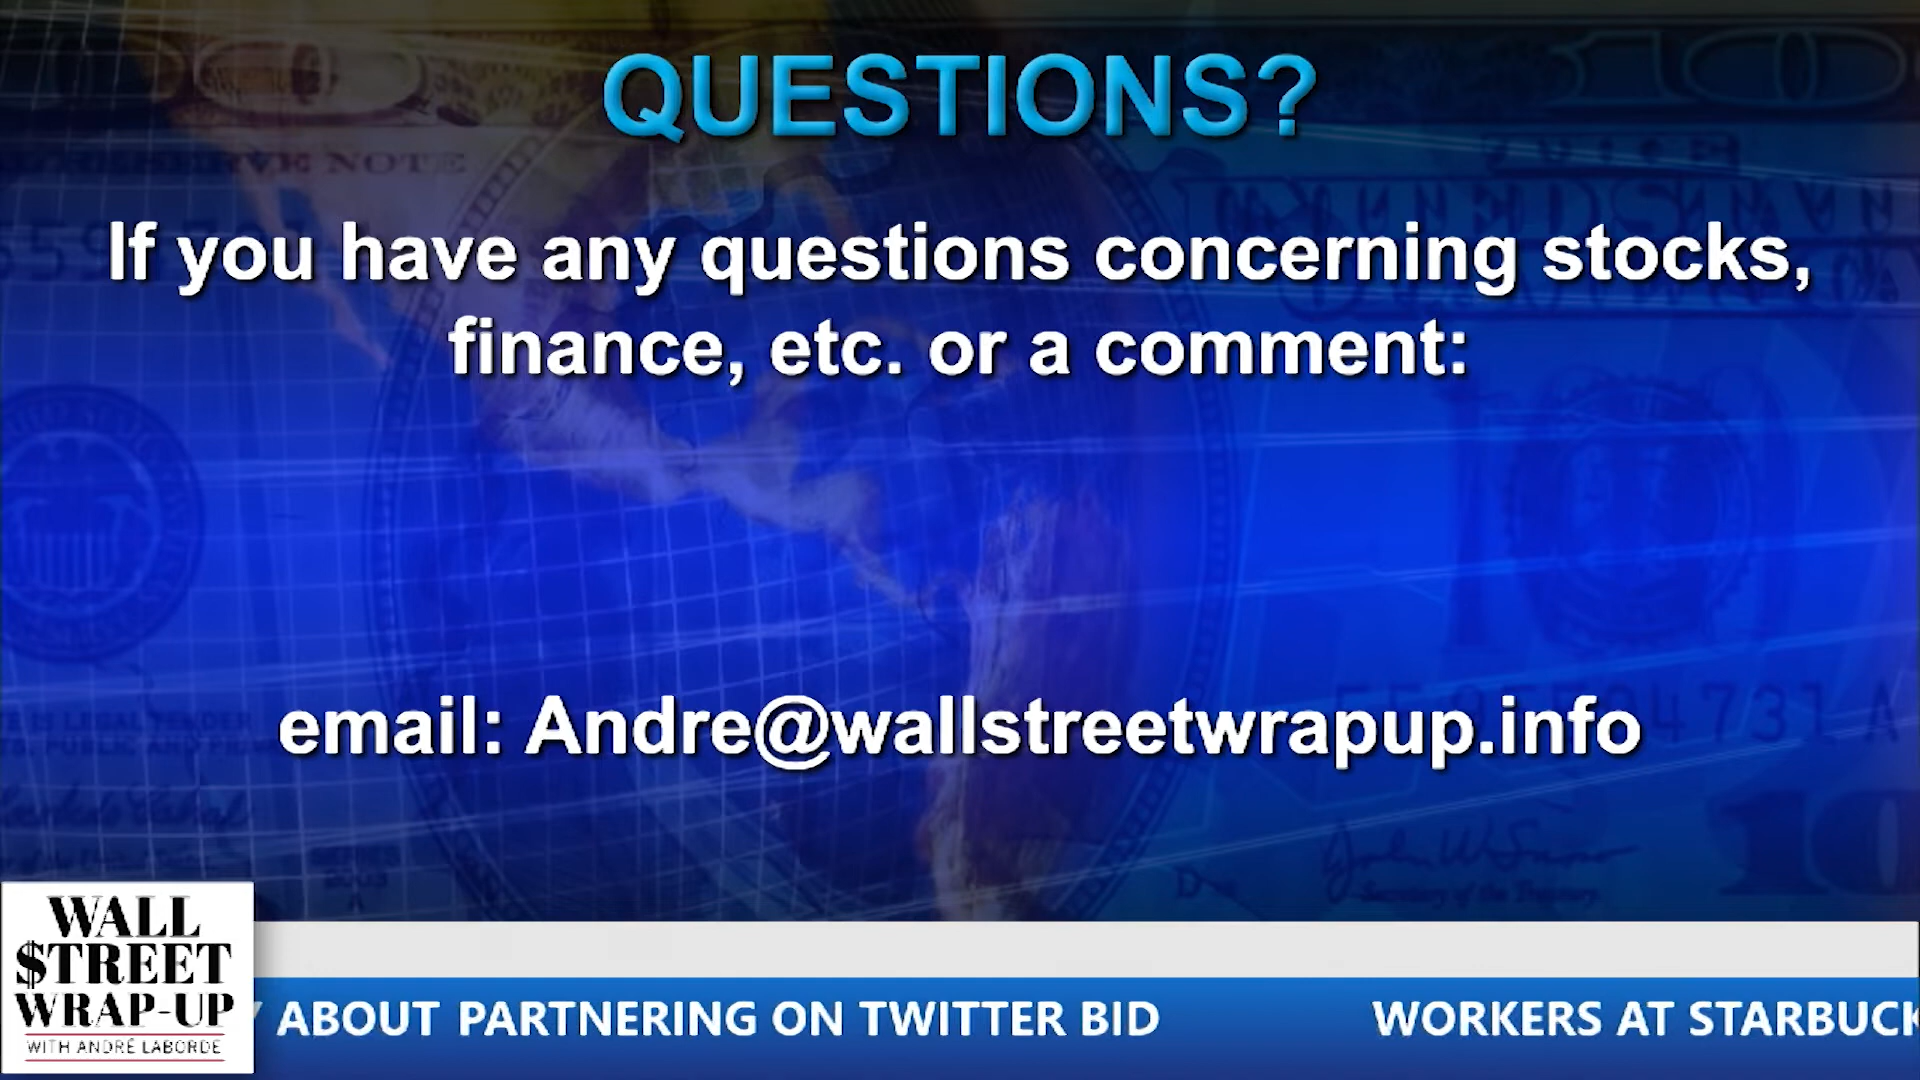 QUESTIONS?
If you have any questions concerning stocks,
finance, etc. or a comment:
email: Andre@wallstreetwrapup.info
WALL
$TREET
WRAP-UP
WITH ANDRÉ LABORDE
ABOUT PARTNERING ON TWITTER BID
WORKERS AT STARBUCK